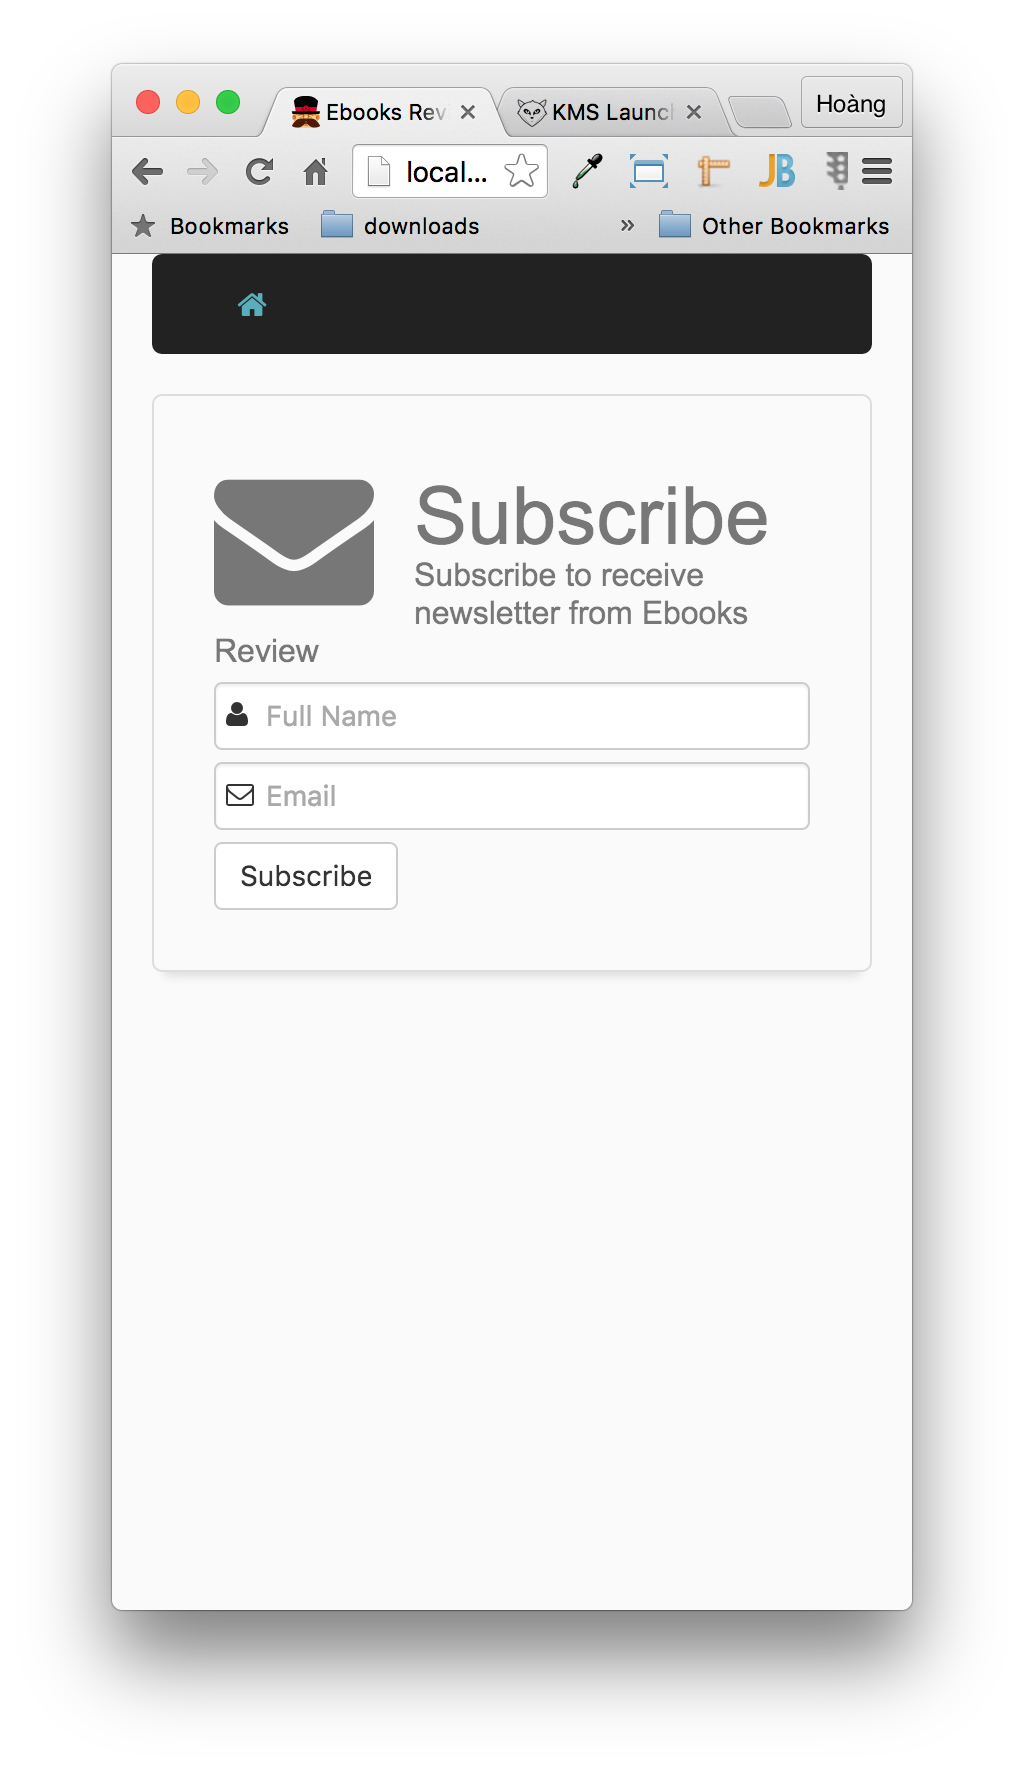 Ebooks Rev
KMS Launch
Hoàng
local...
Bookmarks
downloads
»
Other Bookmarks
Subscribe
Subscribe to receive
newsletter from Ebooks
Review
Full Name
Email
Subscribe
JB